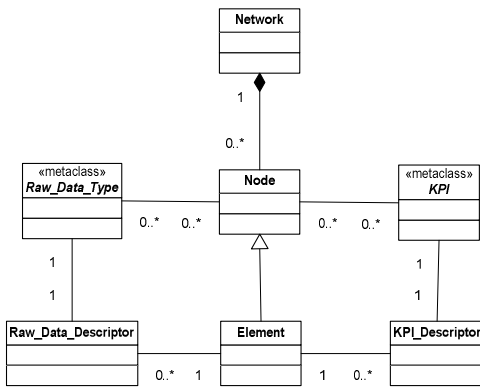 Network
1
0..*
«metaclass»
Raw_Data_Type
Node
«metaclass»
KPI
0..* 0..*
0..* 0..*
1
1
1
1
Raw_Data_Descriptor
Element
KPI_Descriptor
0..* 1
1 0..*